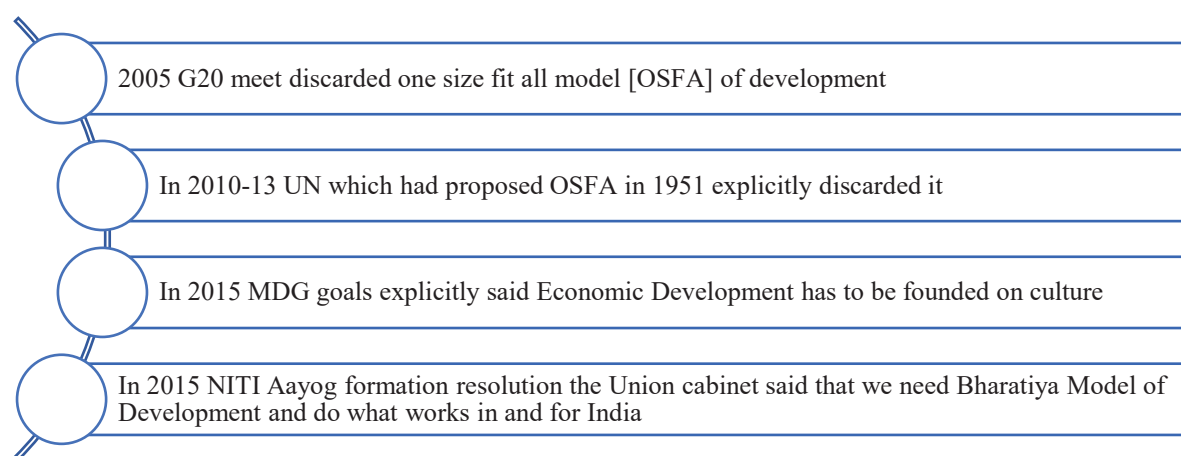 2005 G20 meet discarded one size fit all model [OSFA] of development
In 2010-13 UN which had proposed OSFA in 1951 explicitly discarded it
In 2015 MDG goals explicitly said Economic Development has to be founded on culture
In 2015 NITI Aayog formation resolution the Union cabinet said that we need Bharatiya Model of
Development and do what works in and for India